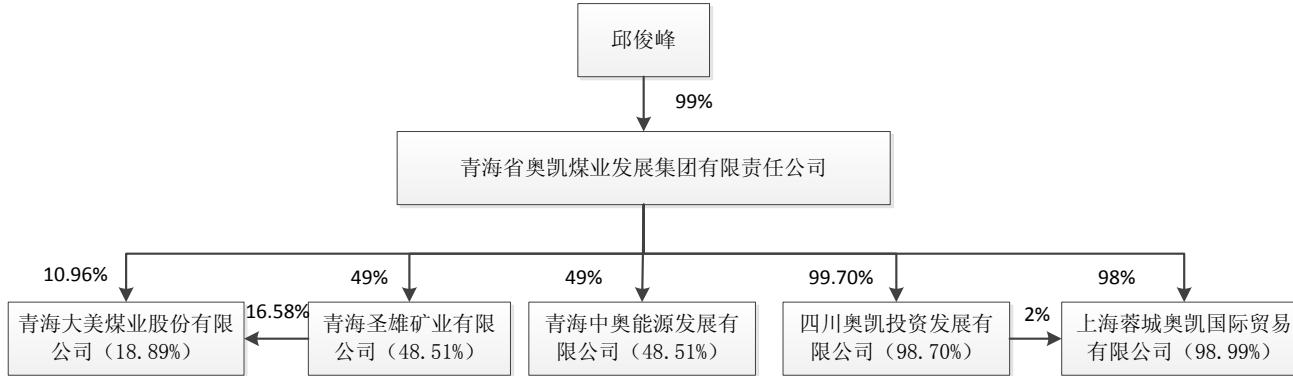 邱俊峰
99%
青海省奥凯煤业发展集团有限责任公司
10.96%
49%
49%
99.70%
98%
青海大美煤业股份有限
公司（18.89%）
16.58%
青海圣雄矿业有限
公司（48.51%）
青海中奥能源发展有
限公司（48.51%）
四川奥凯投资发展有
限公司（98.70%）
2%
上海蓉城奥凯国际贸易
有限公司（98.99%）